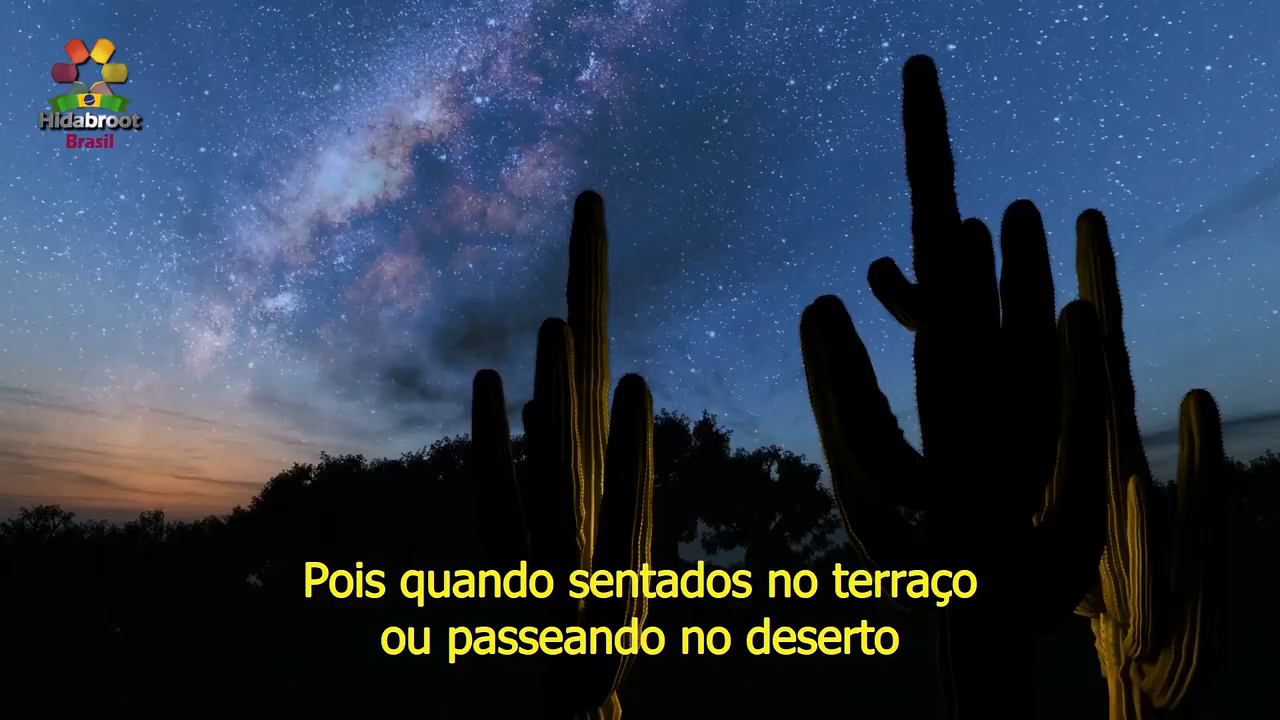 Hidabroot
Brasil
Pois quando sentados no terraço
ou passeando no deserto